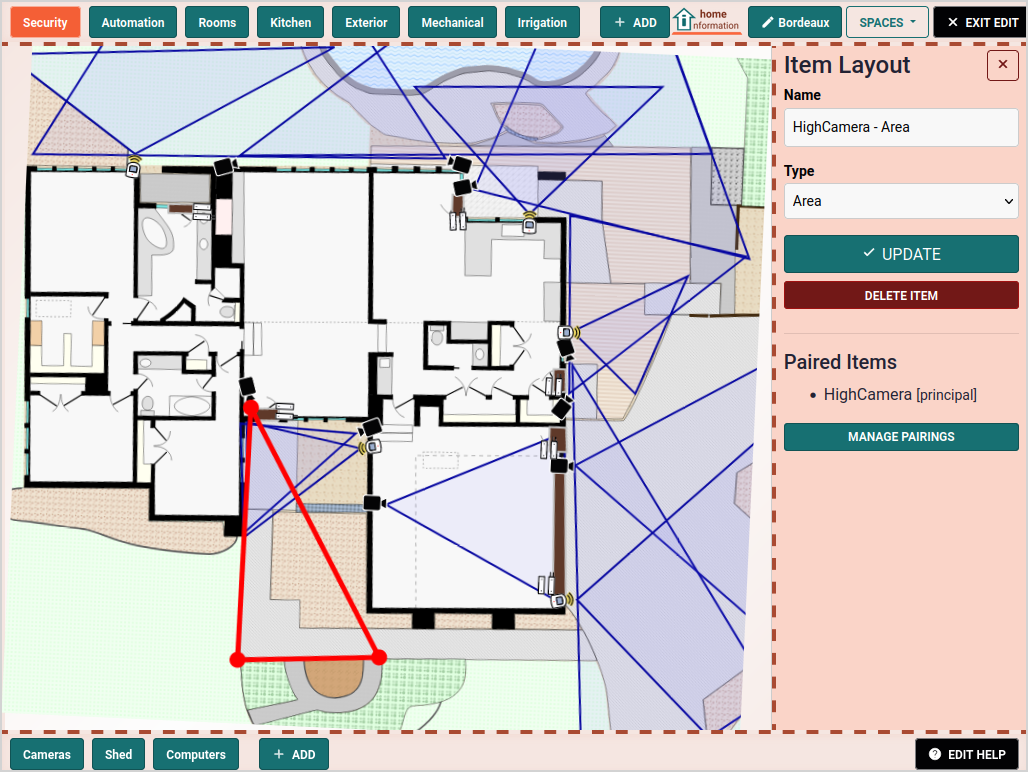 Security Automation Rooms Kitchen Exterior Mechanical Irrigation + ADD home information Bordeaux SPACES × EXIT EDIT
Item Layout ×
Name
HighCamera - Area
Type
Area
UPDATE
DELETE ITEM
Paired Items
• HighCamera [principal]
MANAGE PAIRINGS
Cameras Shed Computers + ADD EDIT HELP